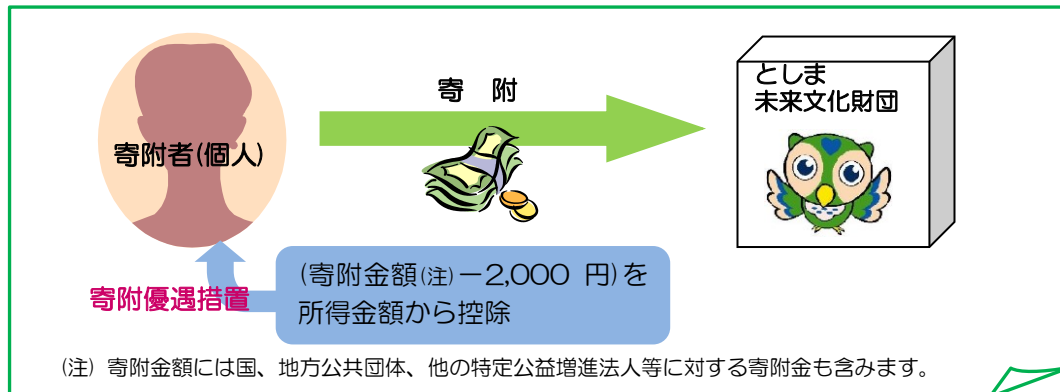 寄 附
としま
未来文化財団
寄附者(個人)
(寄附金額(注)－2,000 円)を
所得金額から控除
寄附優遇措置
(注) 寄附金額には国、地方公共団体、他の特定公益増進法人等に対する寄附金も含みます。